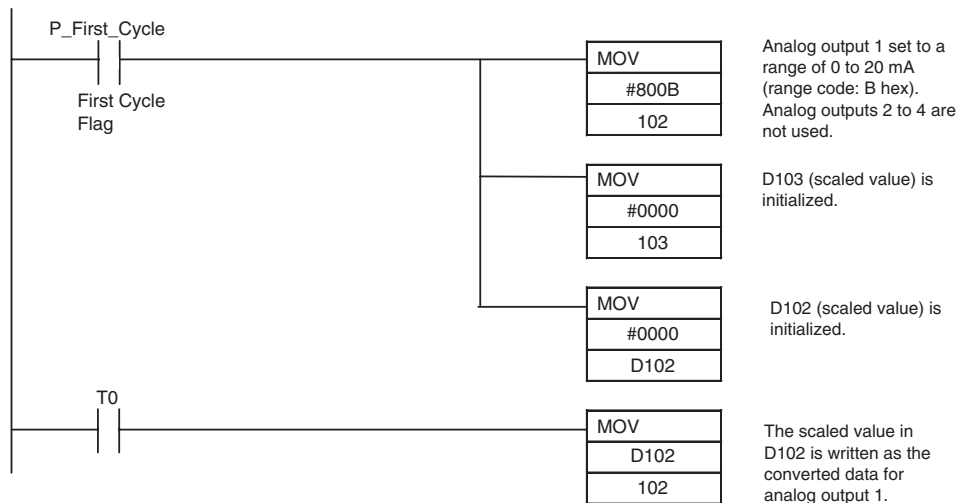 P_First_Cycle
First Cycle
Flag
MOV
#800B
102
Analog output 1 set to a
range of 0 to 20 mA
(range code: B hex).
Analog outputs 2 to 4 are
not used.
MOV
#0000
103
D103 (scaled value) is
initialized.
MOV
#0000
D102
D102 (scaled value) is
initialized.
T0
MOV
D102
102
The scaled value in
D102 is written as the
converted data for
analog output 1.